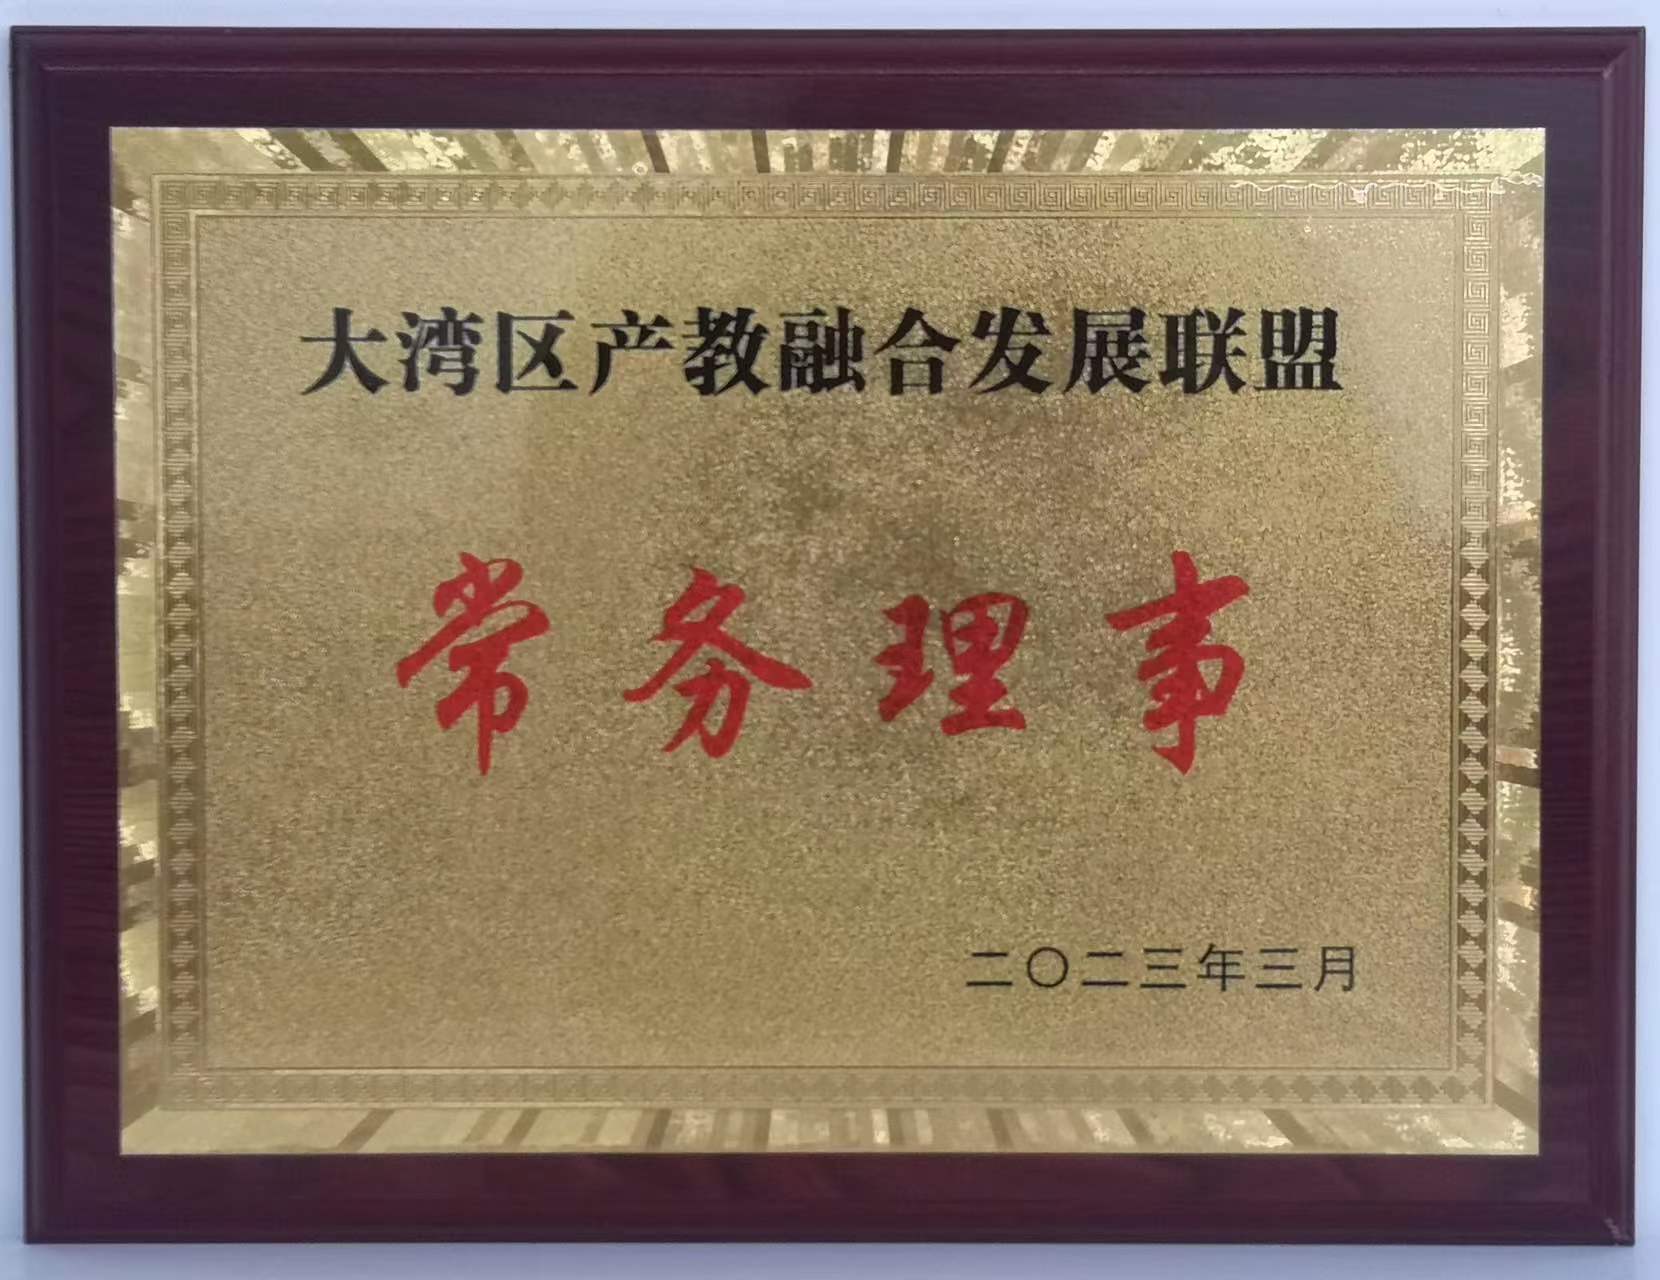 大湾区产教融合发展联盟
常务理事
二〇二三年三月